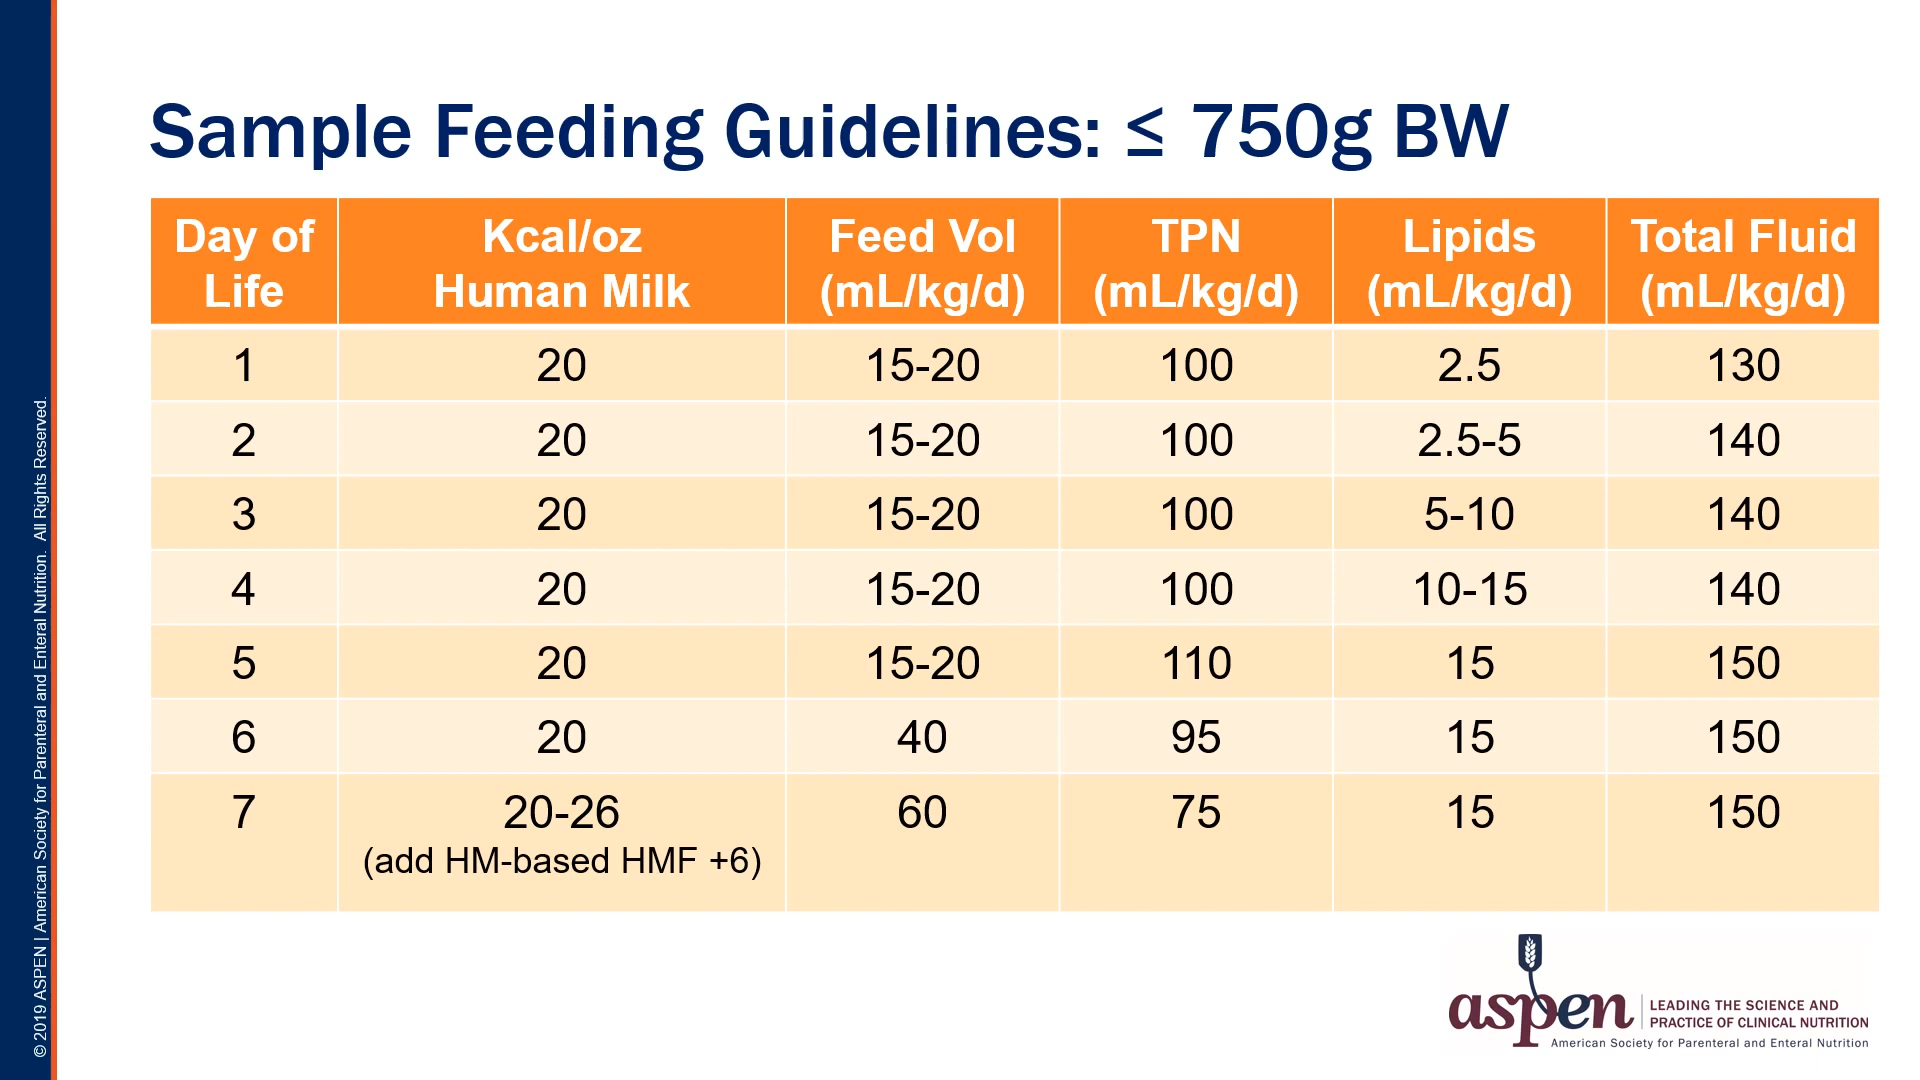 Sample Feeding Guidelines: ≤ 750g BW
Day of Life Kcal/oz Human Milk Feed Vol (mL/kg/d) TPN (mL/kg/d) Lipids (mL/kg/d) Total Fluid (mL/kg/d)
1 20 15-20 100 2.5 130
2 20 15-20 100 2.5-5 140
3 20 15-20 100 5-10 140
4 20 15-20 100 10-15 140
5 20 15-20 110 15 150
6 20 40 95 15 150
7 20-26 60 75 15 150
(add HM-based HMF +6)
© 2019 ASPEN | American Society for Parenteral and Enteral Nutrition. All Rights Reserved.
aspen
LEADING THE SCIENCE AND
PRACTICE OF CLINICAL NUTRITION
American Society for Parenteral and Enteral Nutrition